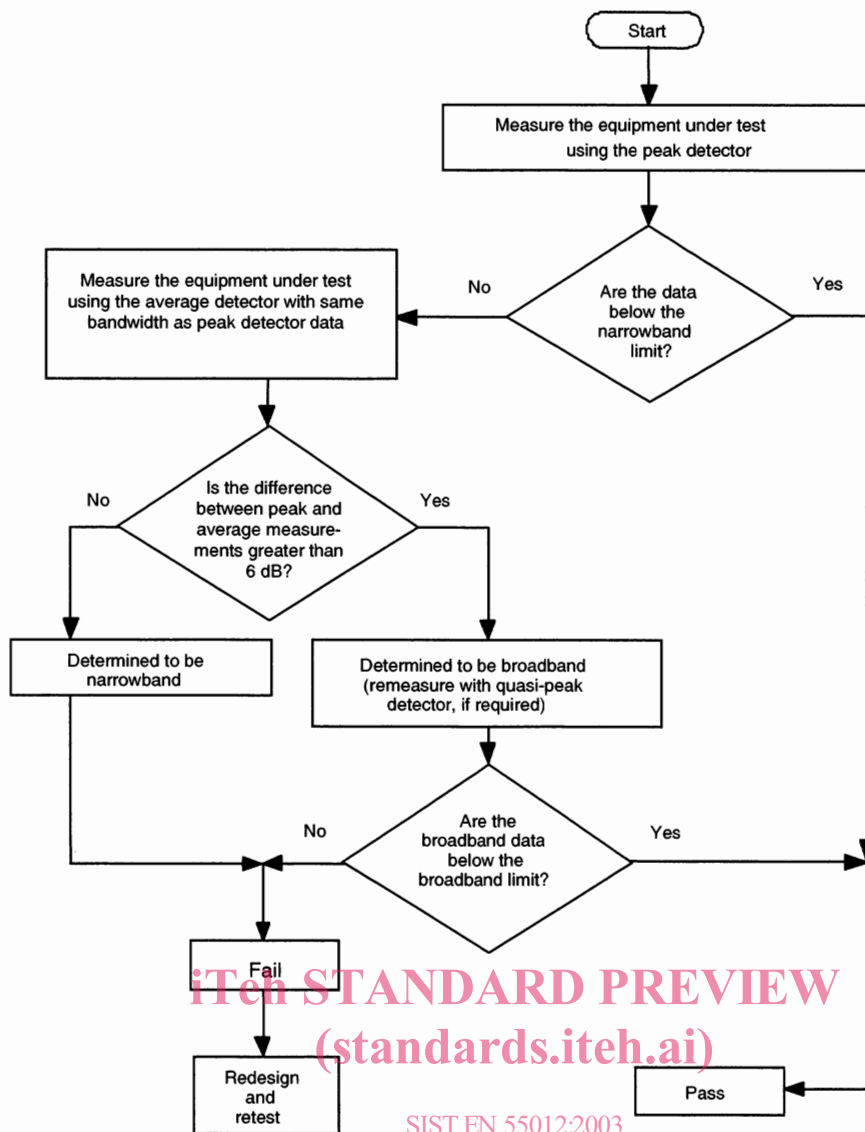 Start
Measure the equipment under test
using the peak detector
Are the data
below the
narrowband
limit?
No
Yes
Measure the equipment under test
using the average detector with same
bandwidth as peak detector data
Is the difference
between peak and
average measure-
ments greater than
6 dB?
No
Yes
Determined to be
narrowband
Determined to be broadband
(remeasure with quasi-peak
detector, if required)
Are the
broadband data
below the
broadband limit?
No
Yes
Fail
iTeh STANDARD PREVIEW
(standards.iteh.ai)
Redesign
and
retest
Pass
SIST EN 55012:2003